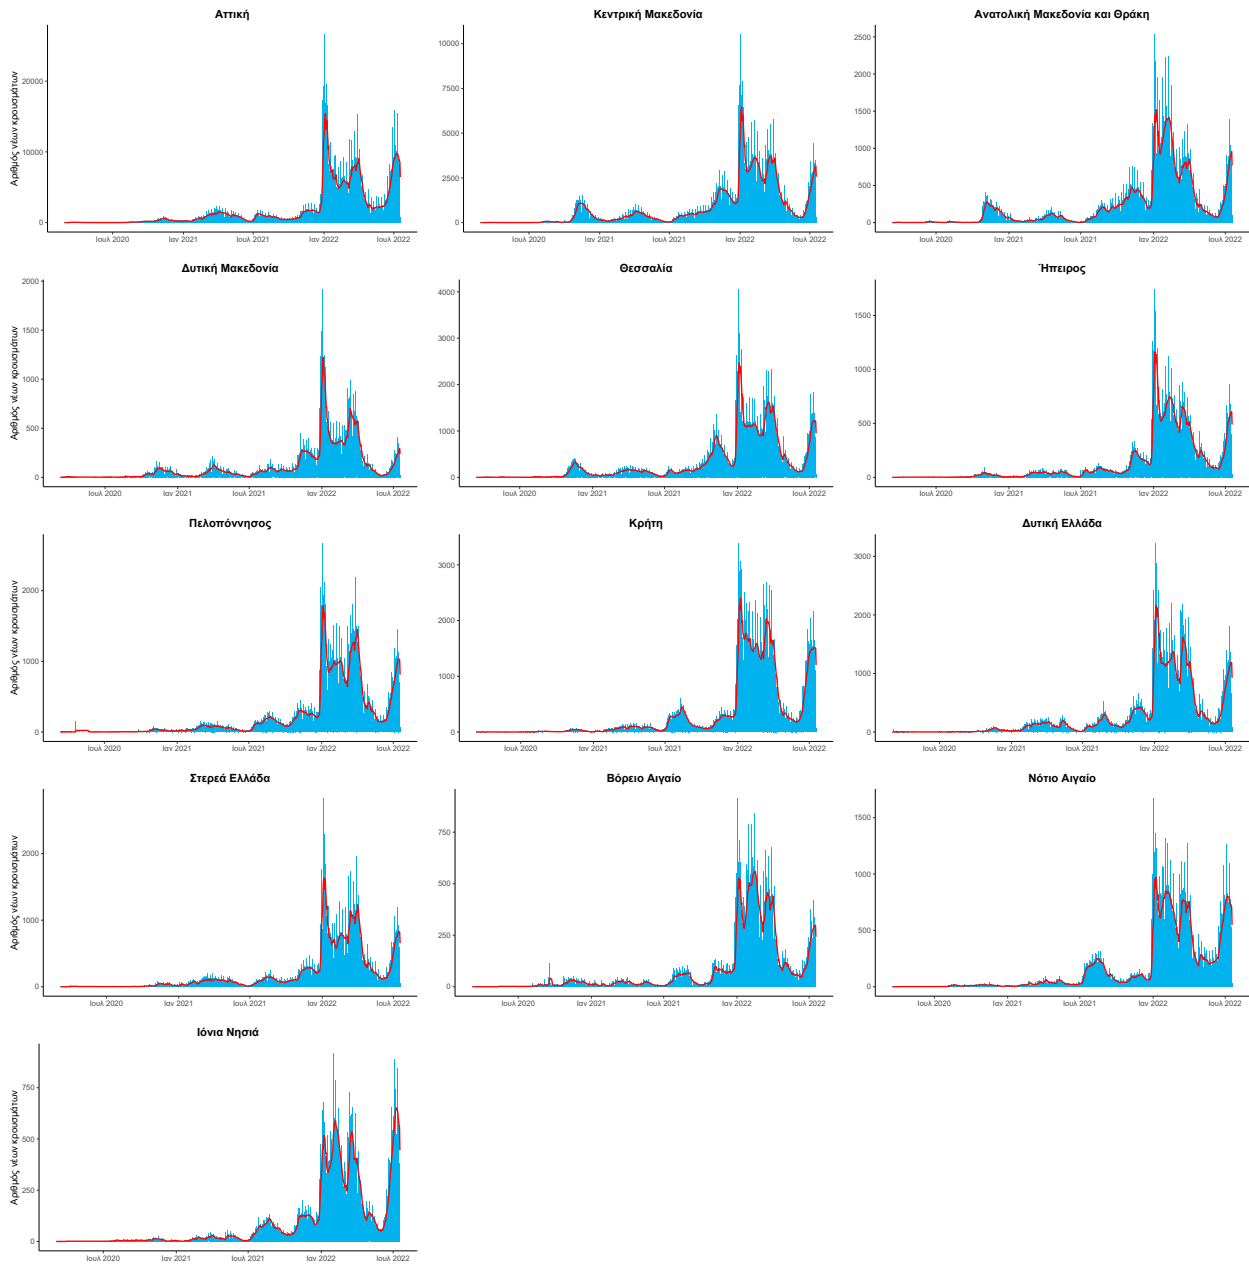 Αττική
Κεντρική Μακεδονία
Ανατολική Μακεδονία και Θράκη
Αριθμός νέων κρουσμάτων
20000
10000
0
Ιουλ 2020
Ιαν 2021
Ιουλ 2021
Ιαν 2022
Ιουλ 2022
10000
7500
5000
2500
0
Ιουλ 2020
Ιαν 2021
Ιουλ 2021
Ιαν 2022
Ιουλ 2022
2500
2000
1500
1000
500
0
Ιουλ 2020
Ιαν 2021
Ιουλ 2021
Ιαν 2022
Ιουλ 2022
Δυτική Μακεδονία
Θεσσαλία
Ήπειρος
Αριθμός νέων κρουσμάτων
2000
1500
1000
500
0
Ιουλ 2020
Ιαν 2021
Ιουλ 2021
Ιαν 2022
Ιουλ 2022
4000
3000
2000
1000
0
Ιουλ 2020
Ιαν 2021
Ιουλ 2021
Ιαν 2022
Ιουλ 2022
1500
1000
500
0
Ιουλ 2020
Ιαν 2021
Ιουλ 2021
Ιαν 2022
Ιουλ 2022
Πελοπόννησος
Κρήτη
Δυτική Ελλάδα
Αριθμός νέων κρουσμάτων
2000
1000
0
Ιουλ 2020
Ιαν 2021
Ιουλ 2021
Ιαν 2022
Ιουλ 2022
3000
2000
1000
0
Ιουλ 2020
Ιαν 2021
Ιουλ 2021
Ιαν 2022
Ιουλ 2022
3000
2000
1000
0
Ιουλ 2020
Ιαν 2021
Ιουλ 2021
Ιαν 2022
Ιουλ 2022
Στερεά Ελλάδα
Βόρειο Αιγαίο
Νότιο Αιγαίο
Αριθμός νέων κρουσμάτων
2000
1000
0
Ιουλ 2020
Ιαν 2021
Ιουλ 2021
Ιαν 2022
Ιουλ 2022
750
500
250
0
Ιουλ 2020
Ιαν 2021
Ιουλ 2021
Ιαν 2022
Ιουλ 2022
1500
1000
500
0
Ιουλ 2020
Ιαν 2021
Ιουλ 2021
Ιαν 2022
Ιουλ 2022
Ιόνια Νησιά
Αριθμός νέων κρουσμάτων
750
500
250
0
Ιουλ 2020
Ιαν 2021
Ιουλ 2021
Ιαν 2022
Ιουλ 2022